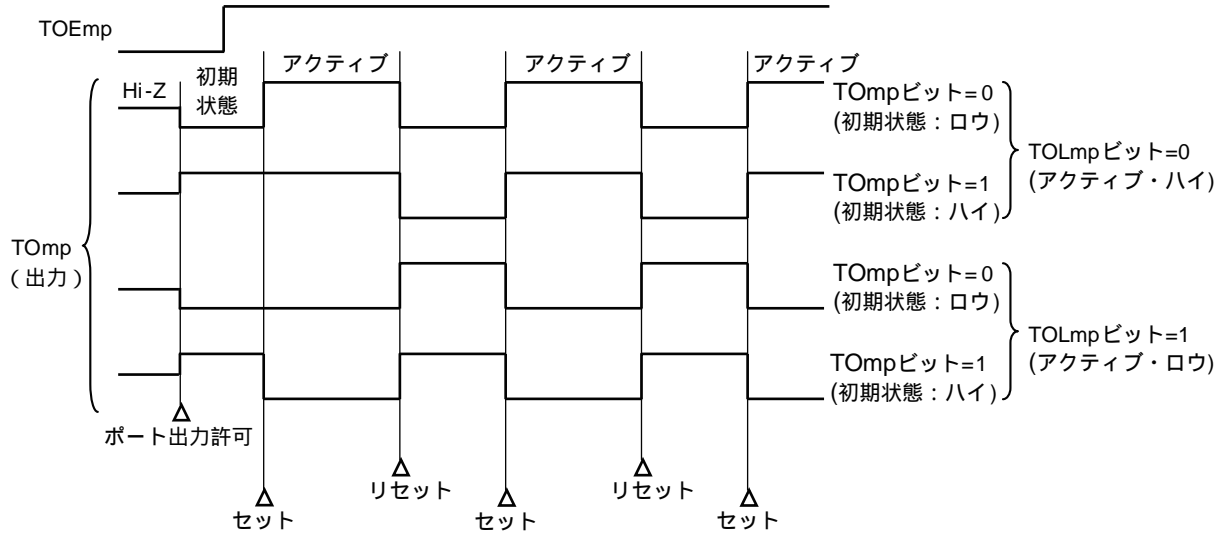 TOEmp
アクティブ
アクティブ
アクティブ
Hi-Z
初期
状態
TOmpビット=0
(初期状態：ロウ)
TOLmpビット=0
(アクティブ・ハイ)
TOmpビット=1
(初期状態：ハイ)
TOmp
(出力)
TOmpビット=0
(初期状態：ロウ)
TOLmpビット=1
(アクティブ・ロウ)
TOmpビット=1
(初期状態：ハイ)
ポート出力許可
リセット
リセット
セット
セット
セット